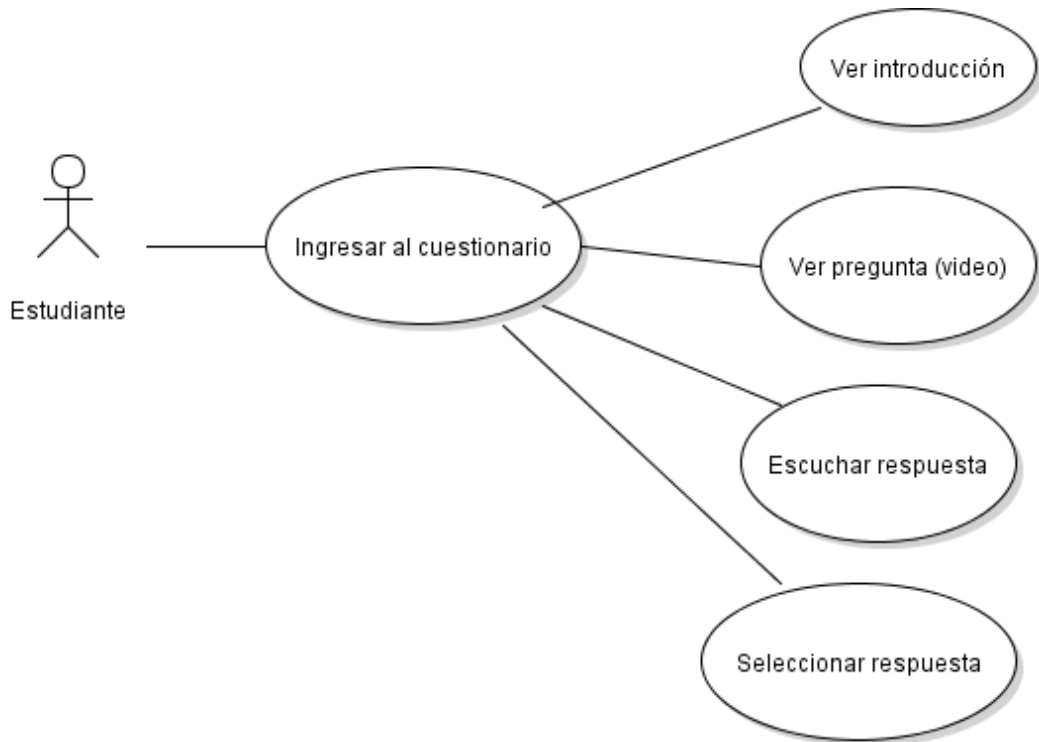 Ver introducción
Ingresar al cuestionario
Ver pregunta (video)
Estudiante
Escuchar respuesta
Seleccionar respuesta